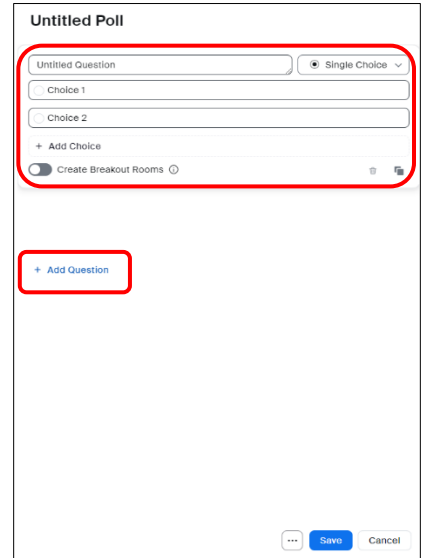 Untitled Poll
Untitled Question
Single Choice
Choice 1
Choice 2
+ Add Choice
Create Breakout Rooms
+ Add Question
... Save Cancel